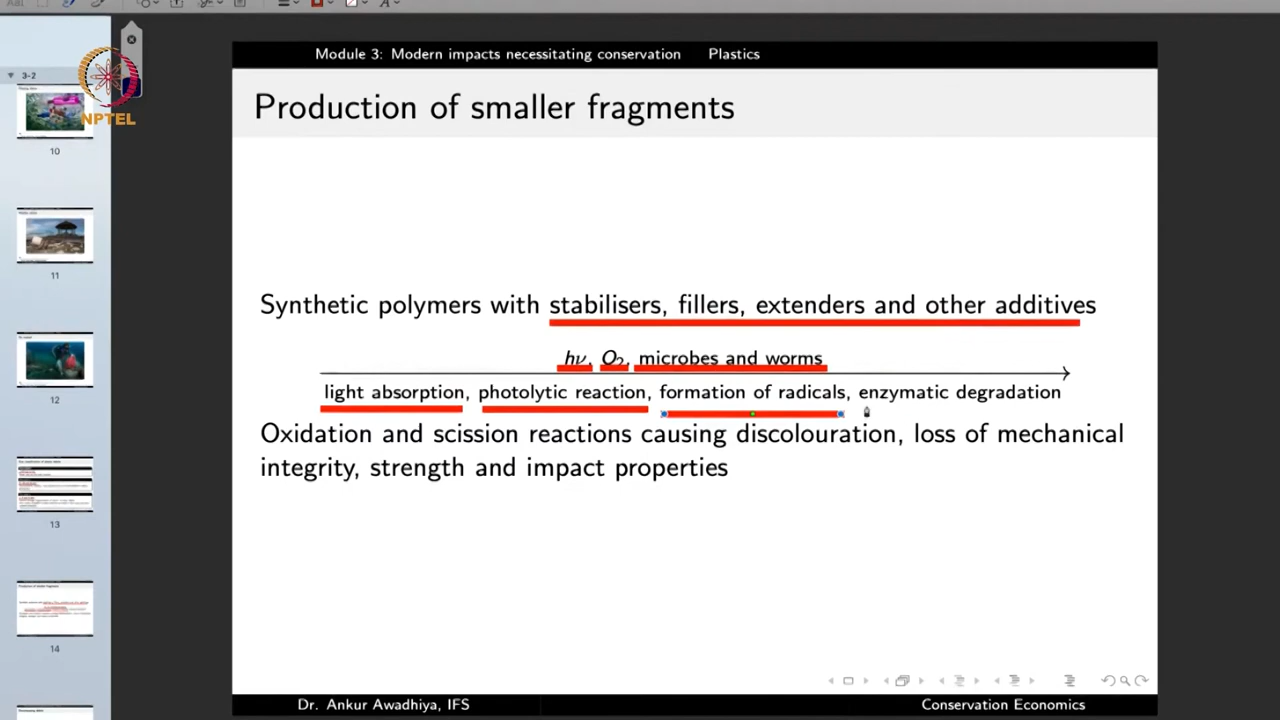 Module 3: Modern impacts necessitating conservation Plastics
3-2
Production of smaller fragments
NPTEL
10
11
12
13
14
Synthetic polymers with stabilisers, fillers, extenders and other additives
hν, O₂, microbes and worms
light absorption, photolytic reaction, formation of radicals, enzymatic degradation
Oxidation and scission reactions causing discolouration, loss of mechanical
integrity, strength and impact properties
Dr. Ankur Awadhiya, IFS Conservation Economics